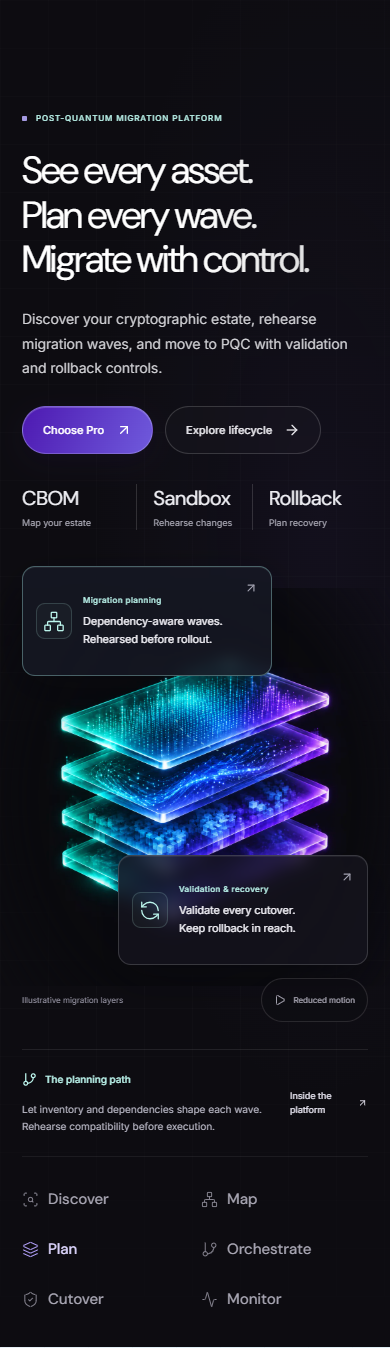 POST-QUANTUM MIGRATION PLATFORM
See every asset.
Plan every wave.
Migrate with control.
Discover your cryptographic estate, rehearse
migration waves, and move to PQC with validation
and rollback controls.
Choose Pro
Explore lifecycle
CBOM
Map your estate
Sandbox
Rehearse changes
Rollback
Plan recovery
Migration planning
Dependency-aware waves.
Rehearsed before rollout.
Validation & recovery
Validate every cutover.
Keep rollback in reach.
Illustrative migration layers
Reduced motion
The planning path
Let inventory and dependencies shape each wave.
Rehearse compatibility before execution.
Inside the
platform
Discover
Map
Plan
Orchestrate
Cutover
Monitor